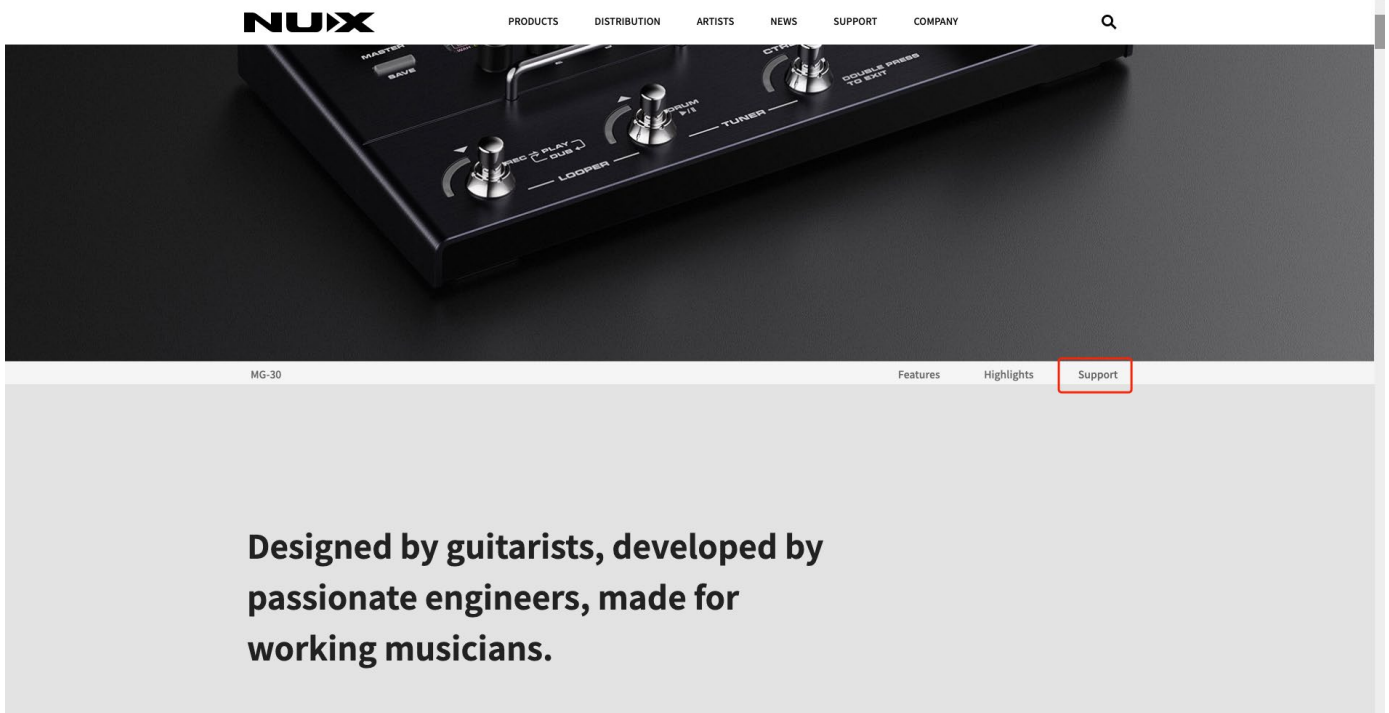 NUX
PRODUCTS DISTRIBUTION ARTISTS NEWS SUPPORT COMPANY
MASTER
SAVE
CTRL
DOUBLE PRESS
TO EXIT
DRUM
TUNER
REC PLAY
DUB
LOOPER
MG-30 Features Highlights Support
Designed by guitarists, developed by
passionate engineers, made for
working musicians.